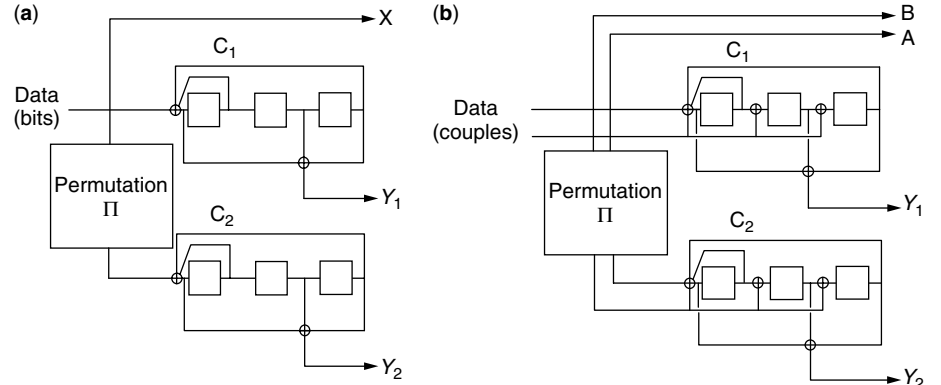 (a)
X
C1
Data
(bits)
Permutation
Π
Y1
C2
Y2
(b)
B
A
C1
Data
(couples)
Permutation
Π
Y1
C2
Y2